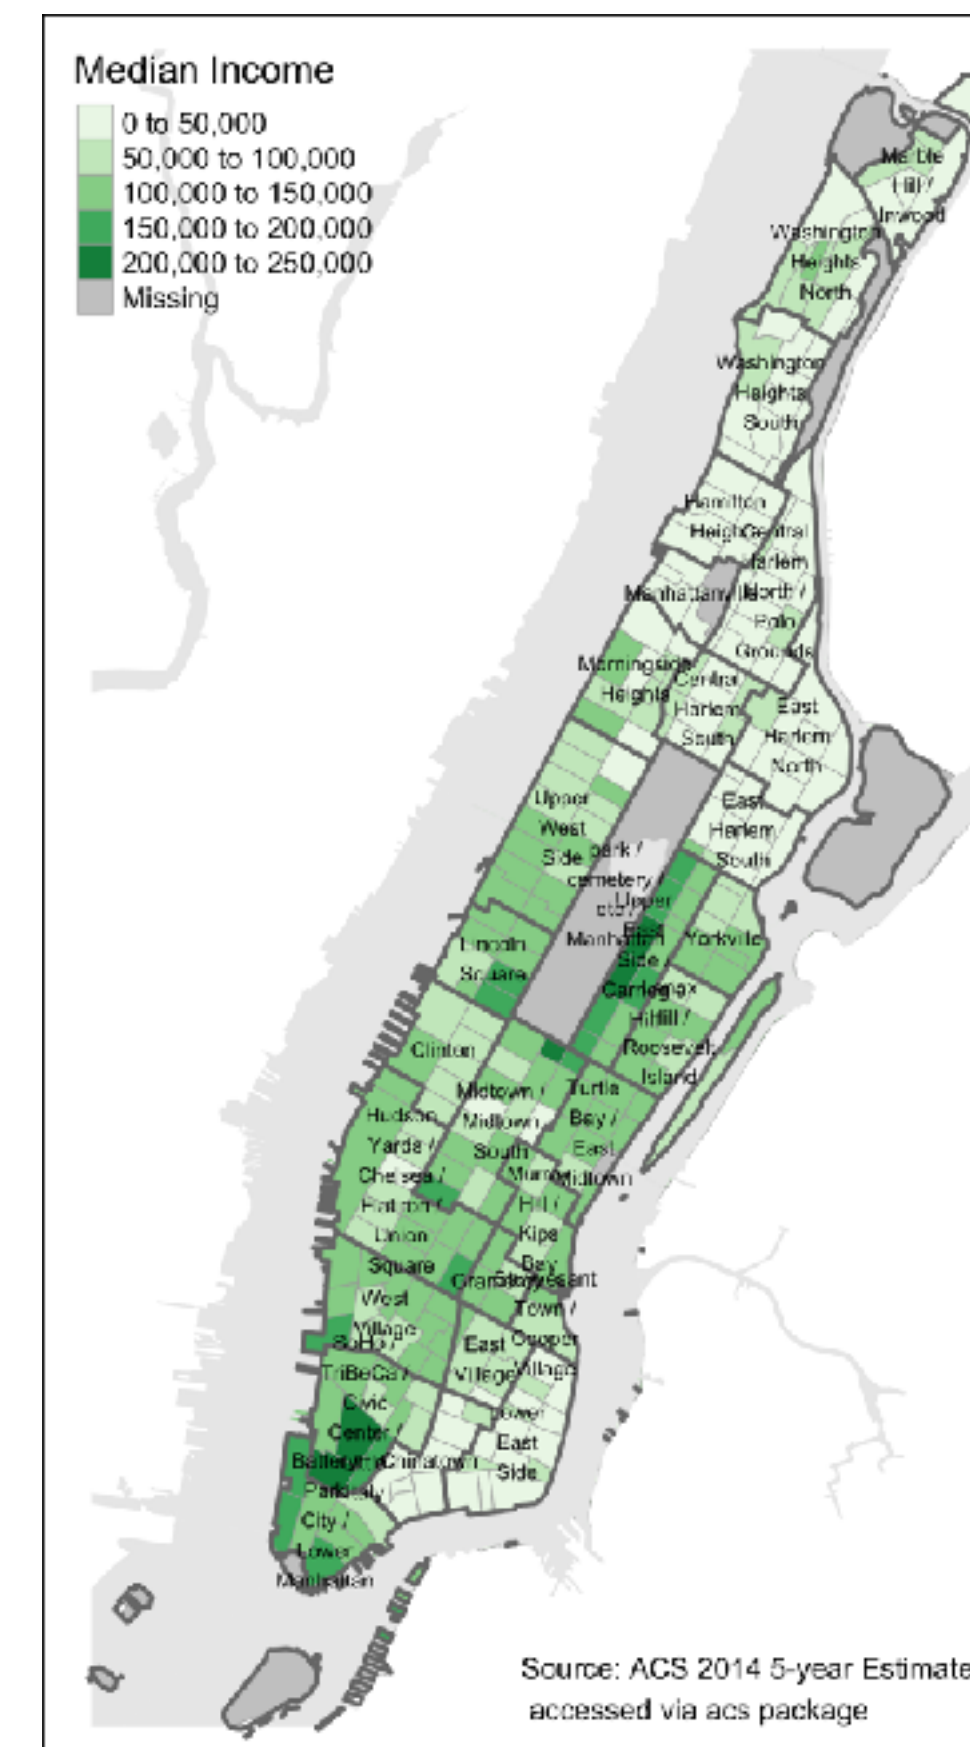 Median Income
0 to 50,000
50,000 to 100,000
100,000 to 150,000
150,000 to 200,000
200,000 to 250,000
Missing
Marble
Hill /
Inwood
Washington
Heights
North
Washington
Heights
South
Hamilton
Heights
Central
Harlem
North /
Polo
Grounds
Manhattanville
Morningside
Heights
Central
Harlem
South
East
Harlem
North
East
Harlem
South
Upper
West
Side
park /
cemetery /
etc /
Manhattan
Upper
East
Side /
Carnegie
Hill
Yorkville
Hill /
Roosevelt
Island
Lincoln
Square
Clinton
Midtown /
Midtown
South
Turtle
Bay /
East
Midtown
Hudson
Yards /
Chelsea /
Flatiron /
Union
Square
Murray
Hill /
Kips
Bay
Gramercy
Stuyvesant
Town /
Cooper
Village
West
Village
East
Village
SoHo /
TriBeCa /
Civic
Center /
Chinatown
Lower
East
Side
Battery
Park
City /
Lower
Manhattan
Source: ACS 2014 5-year Estimate
accessed via acs package